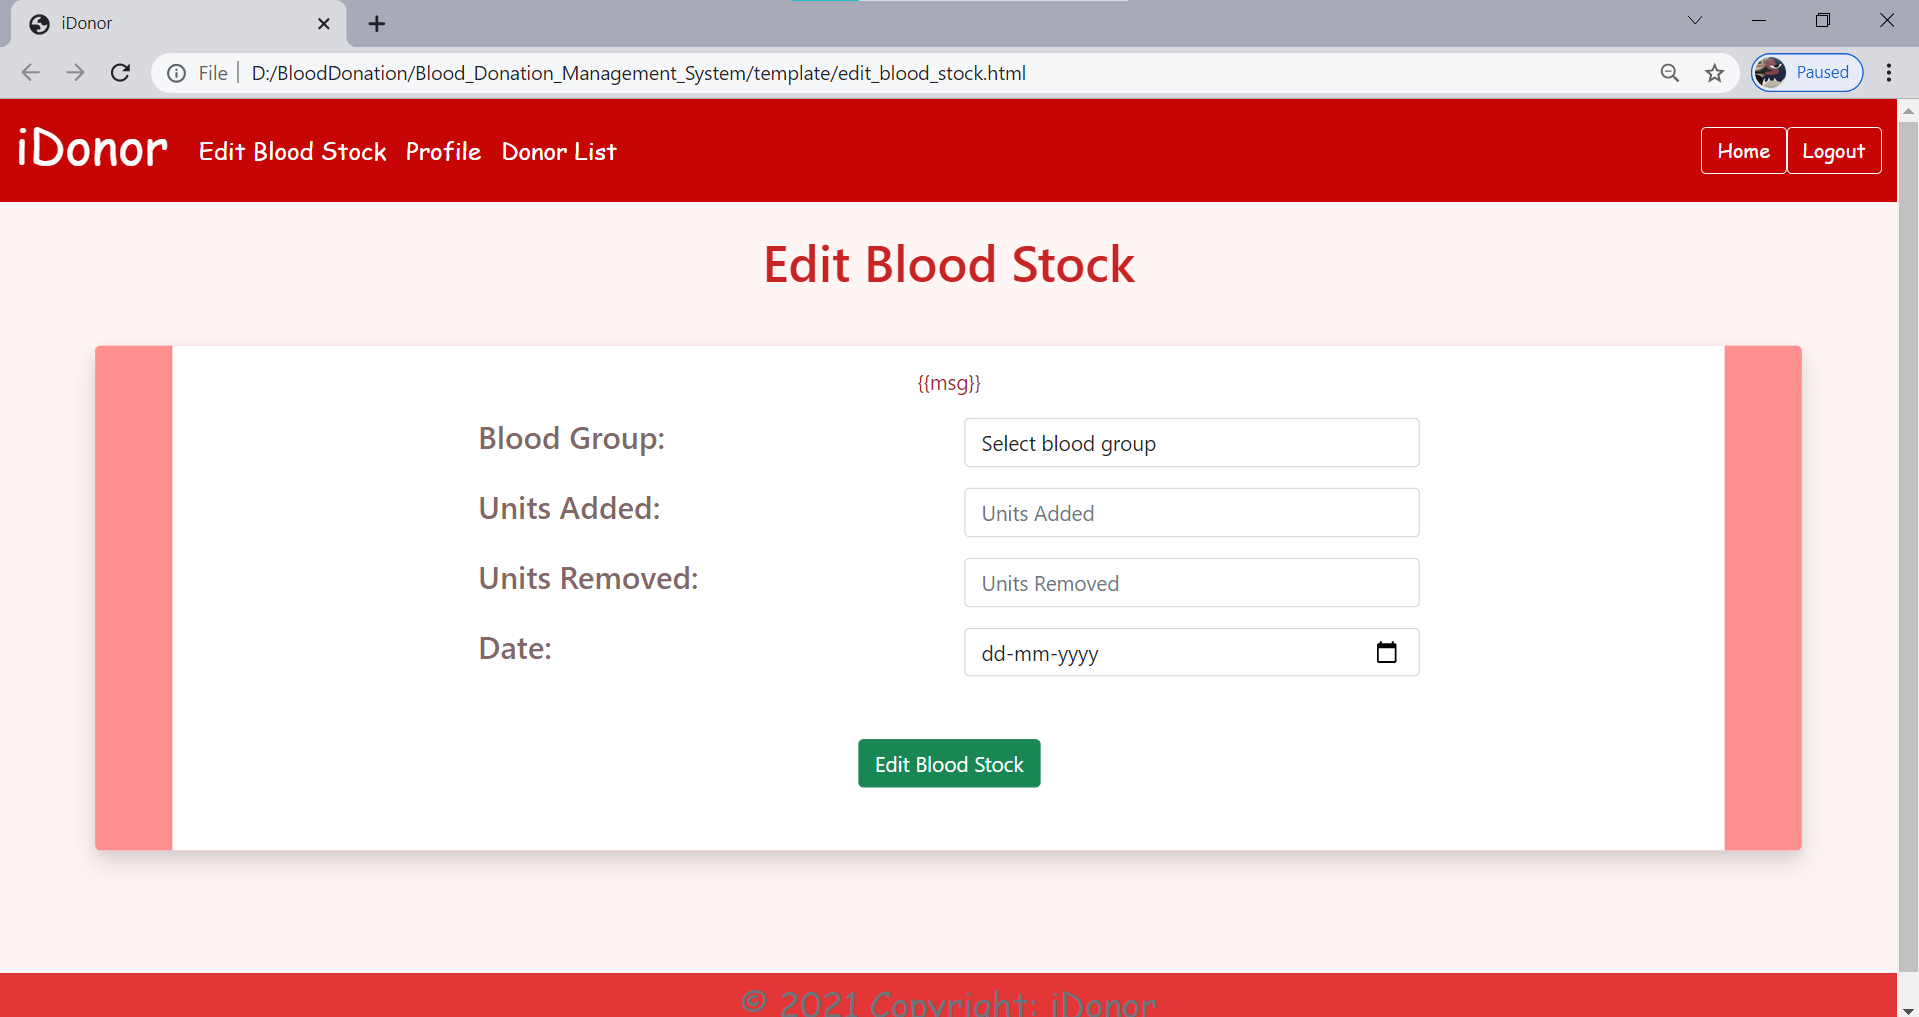 iDonor
File
D:/BloodDonation/Blood_Donation_Management_System/template/edit_blood_stock.html
Paused
iDonor Edit Blood Stock Profile Donor List Home Logout
Edit Blood Stock
{{msg}}
Blood Group: Select blood group
Units Added: Units Added
Units Removed: Units Removed
Date: dd-mm-yyyy
Edit Blood Stock
© 2021 Copyright: iDonor